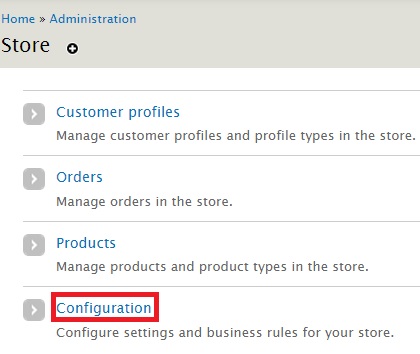 Home » Administration
Store
Customer profiles
Manage customer profiles and profile types in the store.
Orders
Manage orders in the store.
Products
Manage products and product types in the store.
Configuration
Configure settings and business rules for your store.